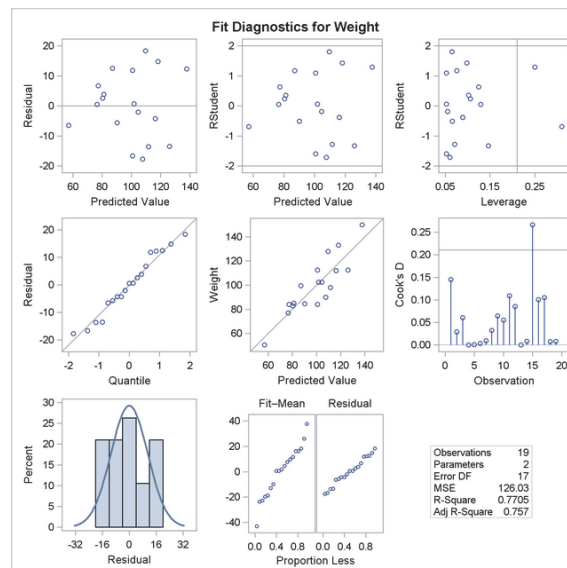 Fit Diagnostics for Weight
Residual
20
10
0
-10
-20
60 80 100 120 140
Predicted Value
RStudent
2
1
0
-1
-2
60 80 100 120 140
Predicted Value
RStudent
2
1
0
-1
-2
0.05 0.15 0.25
Leverage
Residual
20
10
0
-10
-20
-2 -1 0 1 2
Quantile
Weight
140
120
100
80
60
60 80 100 120 140
Predicted Value
Cook's D
0.25
0.20
0.15
0.10
0.05
0.00
0 5 10 15 20
Observation
Percent
30
25
20
15
10
5
0
-32 -16 0 16 32
Residual
Fit–Mean Residual
40
20
0
-20
-40
0.0 0.4 0.8 0.0 0.4 0.8
Proportion Less
Observations 19
Parameters 2
Error DF 17
MSE 126.03
R-Square 0.7705
Adj R-Square 0.757